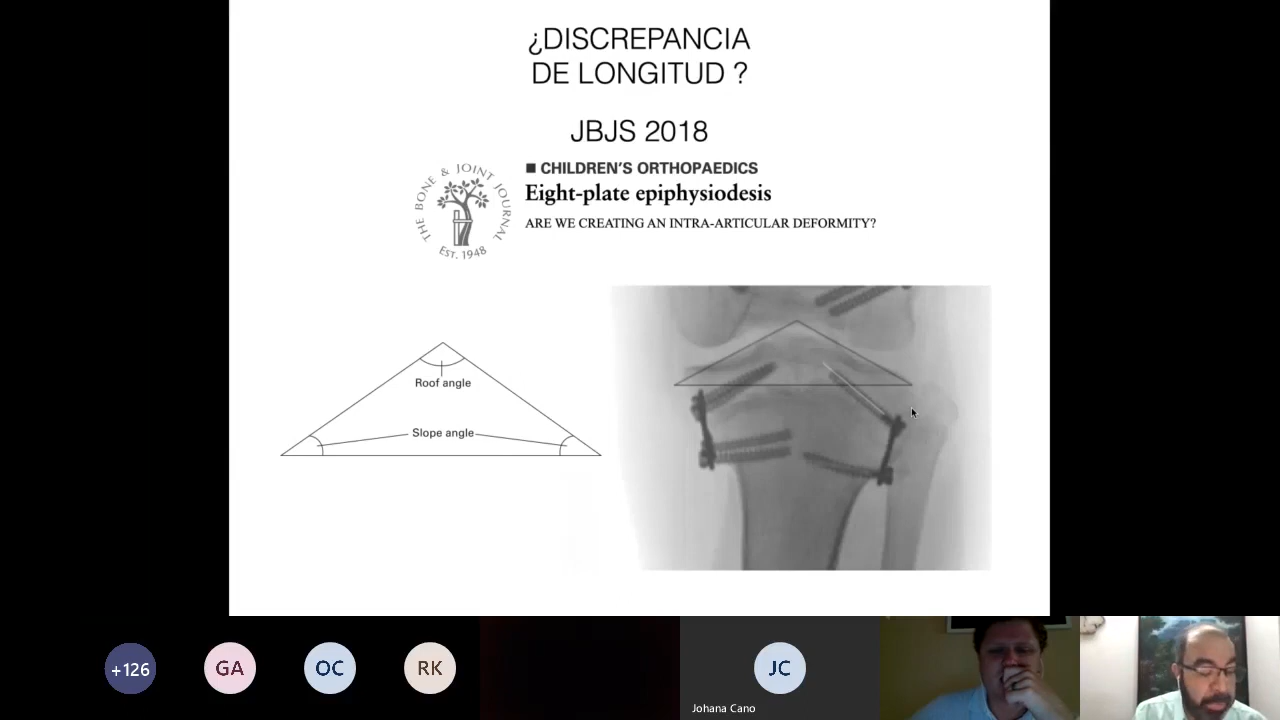 ¿DISCREPANCIA
DE LONGITUD ?
JBJS 2018
THE BONE & JOINT JOURNAL
EST. 1948
■ CHILDREN'S ORTHOPAEDICS
Eight-plate epiphysiodesis
ARE WE CREATING AN INTRA-ARTICULAR DEFORMITY?
Roof angle
Slope angle
+126
GA
OC
RK
JC
Johana Cano